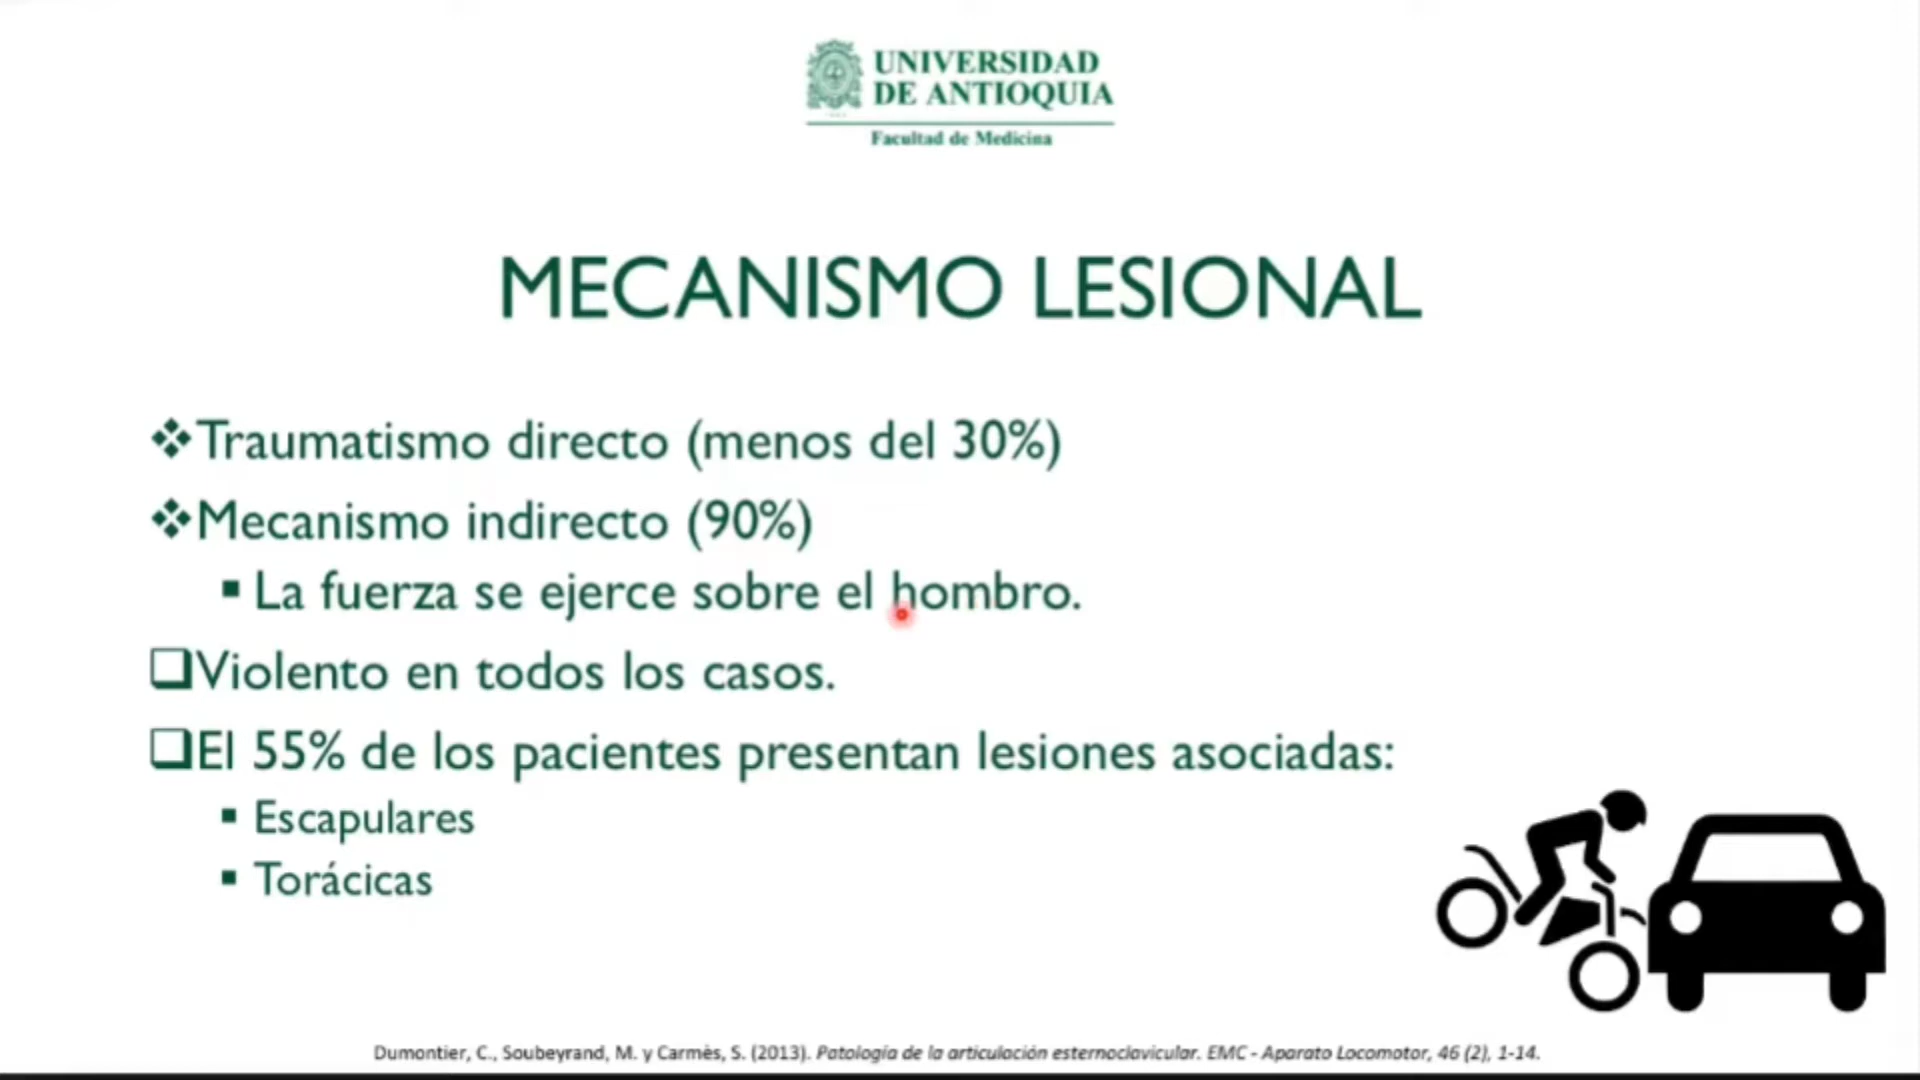 UNIVERSIDAD
DE ANTIOQUIA
Facultad de Medicina
MECANISMO LESIONAL
❖Traumatismo directo (menos del 30%)
❖Mecanismo indirecto (90%)
▪ La fuerza se ejerce sobre el hombro.
❑Violento en todos los casos.
❑El 55% de los pacientes presentan lesiones asociadas:
▪ Escapulares
▪ Torácicas
Dumontier, C., Soubeyrand, M. y Carmès, S. (2013). Patología de la articulación esternoclavicular. EMC - Aparato Locomotor, 46 (2), 1-14.